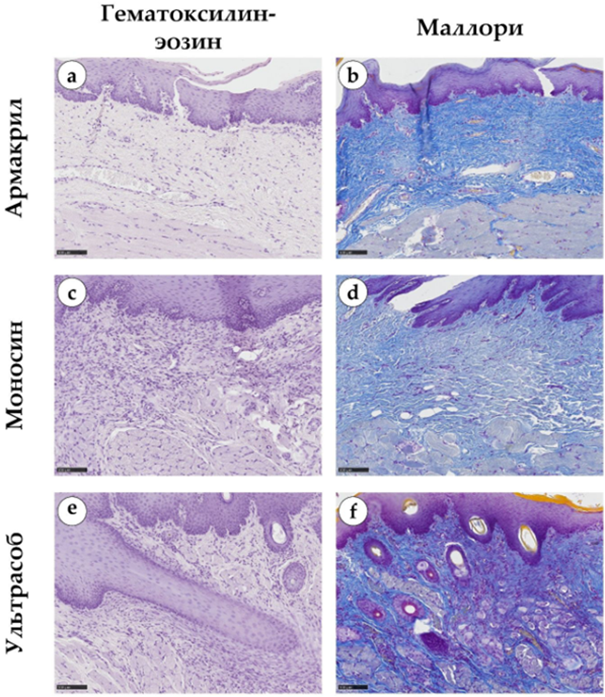 Гематоксилин-
эозин
Маллори
Армакрил
a
b
Моносин
c
d
Ультрасоб
e
f